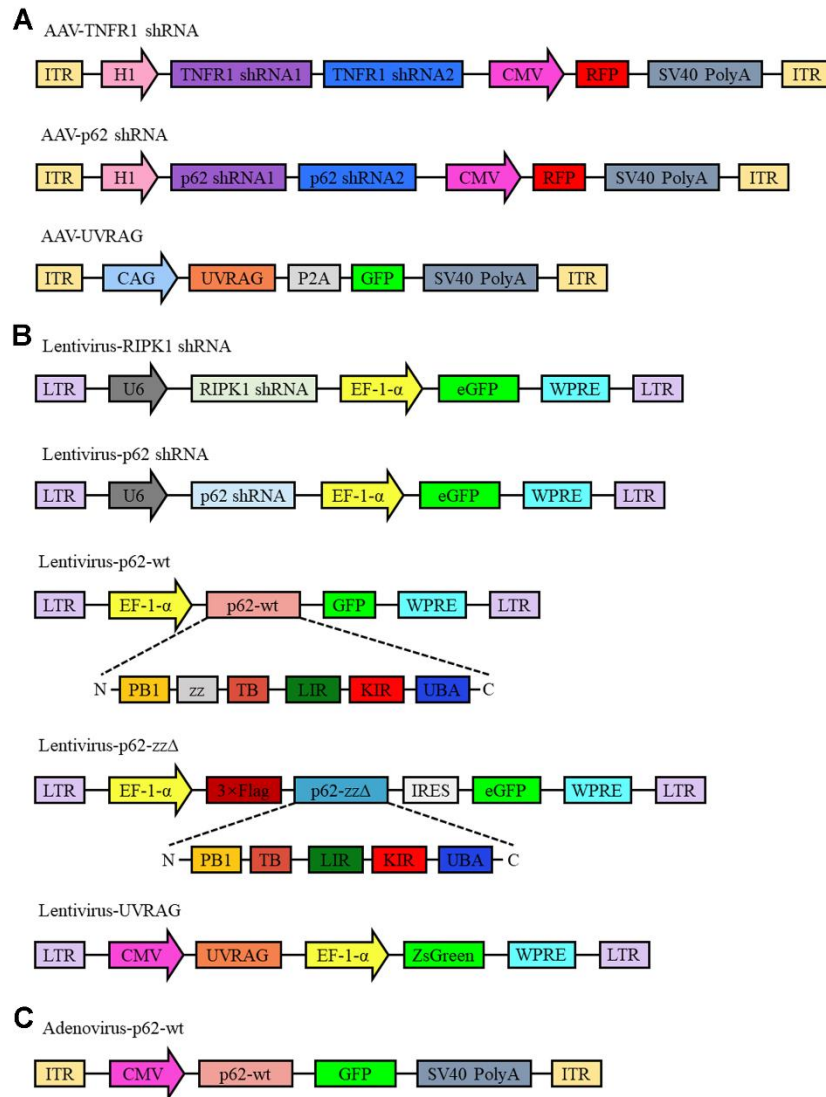 A
AAV-TNFR1 shRNA
ITR H1 TNFR1 shRNA1 TNFR1 shRNA2 CMV RFP SV40 PolyA ITR
AAV-p62 shRNA
ITR H1 p62 shRNA1 p62 shRNA2 CMV RFP SV40 PolyA ITR
AAV-UVRAG
ITR CAG UVRAG P2A GFP SV40 PolyA ITR
B
Lentivirus-RIPK1 shRNA
LTR U6 RIPK1 shRNA EF-1-α eGFP WPRE LTR
Lentivirus-p62 shRNA
LTR U6 p62 shRNA EF-1-α eGFP WPRE LTR
Lentivirus-p62-wt
LTR EF-1-α p62-wt GFP WPRE LTR
N PB1 zz TB LIR KIR UBA C
Lentivirus-p62-zzΔ
LTR EF-1-α 3×Flag p62-zzΔ IRES eGFP WPRE LTR
N PB1 TB LIR KIR UBA C
Lentivirus-UVRAG
LTR CMV UVRAG EF-1-α ZsGreen WPRE LTR
C
Adenovirus-p62-wt
ITR CMV p62-wt GFP SV40 PolyA ITR